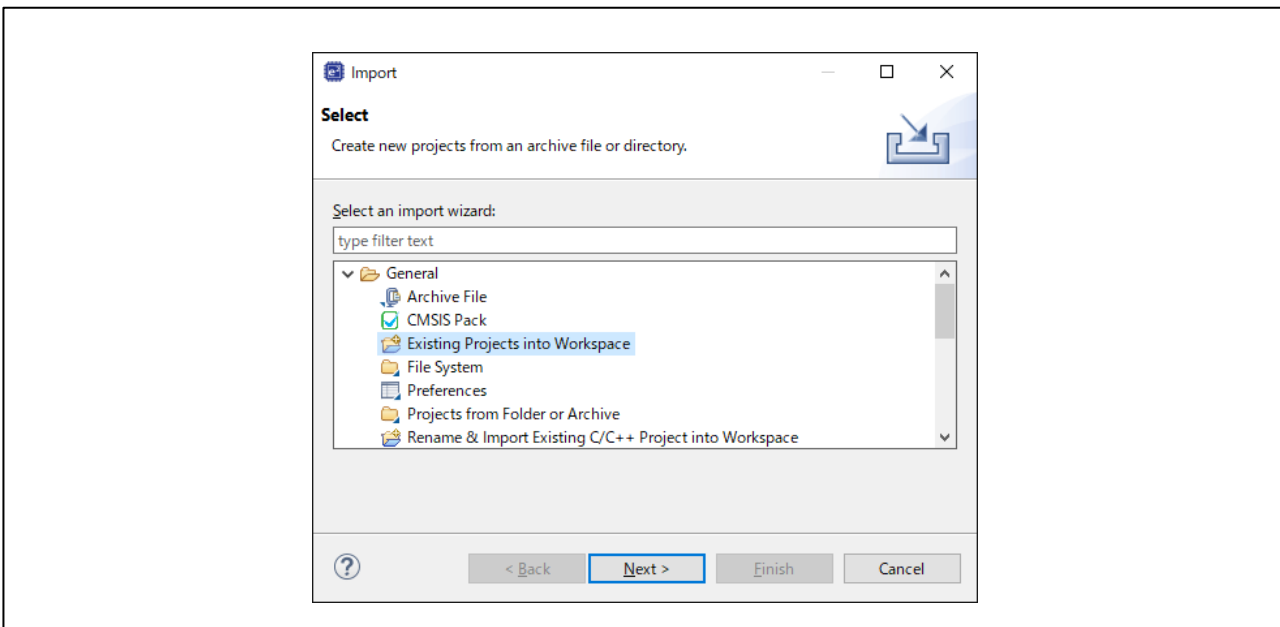 Import
Select
Create new projects from an archive file or directory.
Select an import wizard:
type filter text
General
Archive File
CMSIS Pack
Existing Projects into Workspace
File System
Preferences
Projects from Folder or Archive
Rename & Import Existing C/C++ Project into Workspace
? < Back Next > Finish Cancel